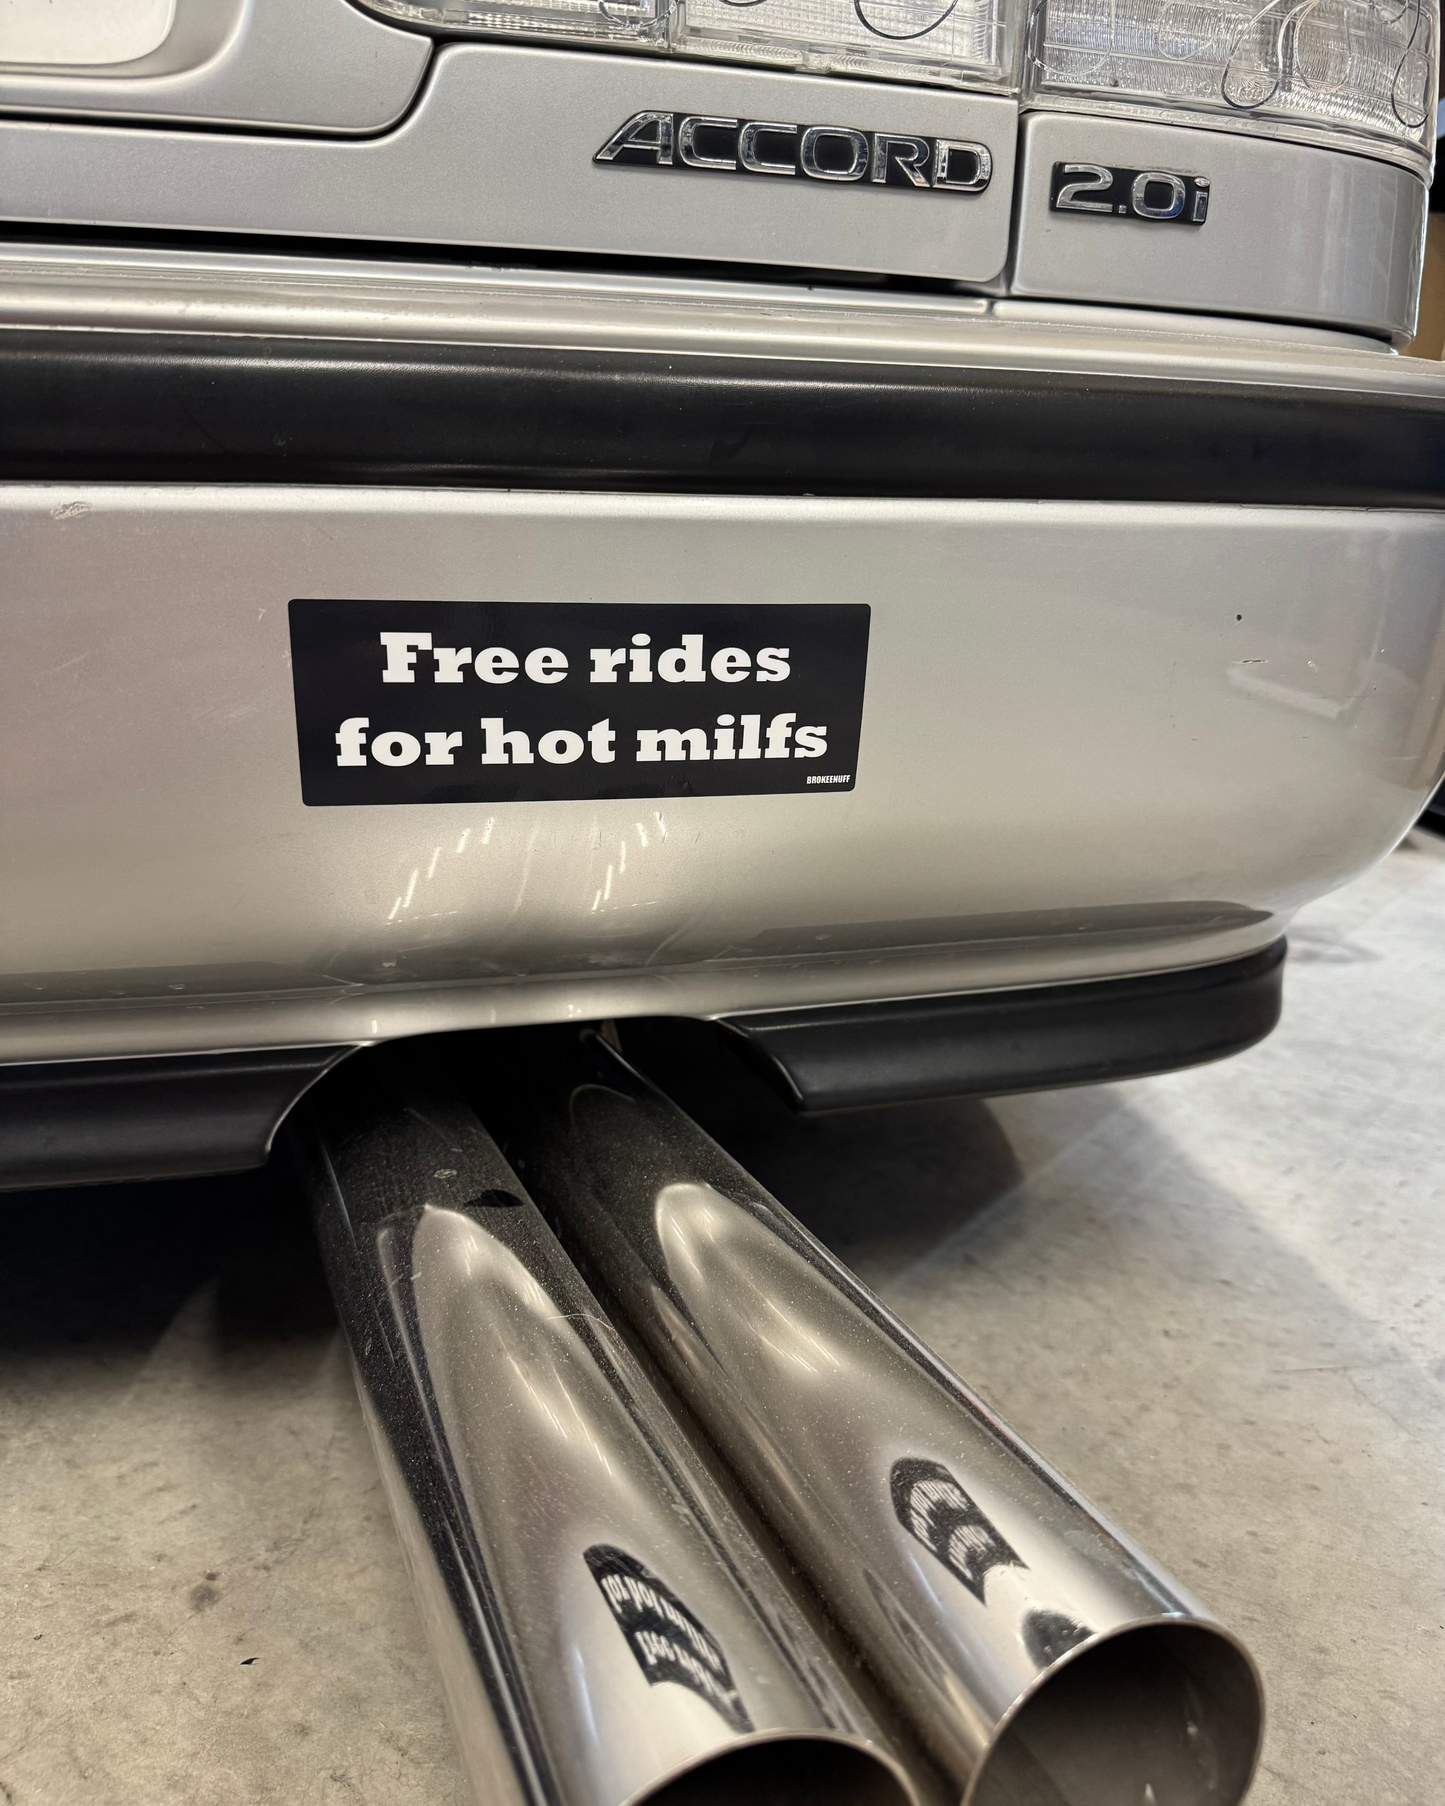 ACCORD
2.0i
Free rides
for hot milfs
BROKEENUFF